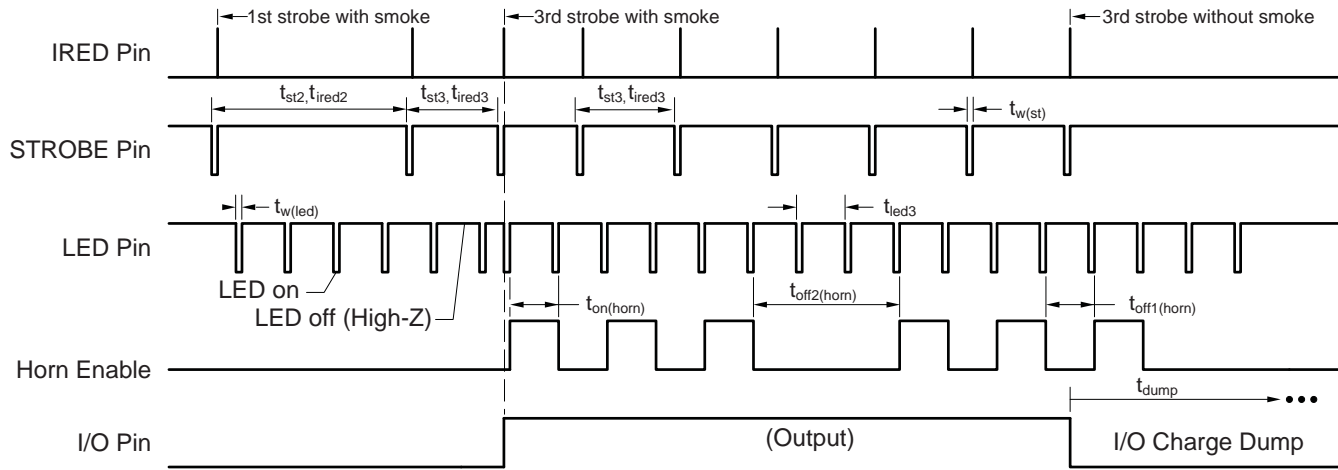 1st strobe with smoke
3rd strobe with smoke
3rd strobe without smoke
IRED Pin
tst2,tired2
tst3,tired3
tst3,tired3
tw(st)
STROBE Pin
tw(led)
tled3
LED Pin
LED on
LED off (High-Z)
ton(horn)
toff2(horn)
toff1(horn)
Horn Enable
tdump
I/O Pin
(Output)
I/O Charge Dump